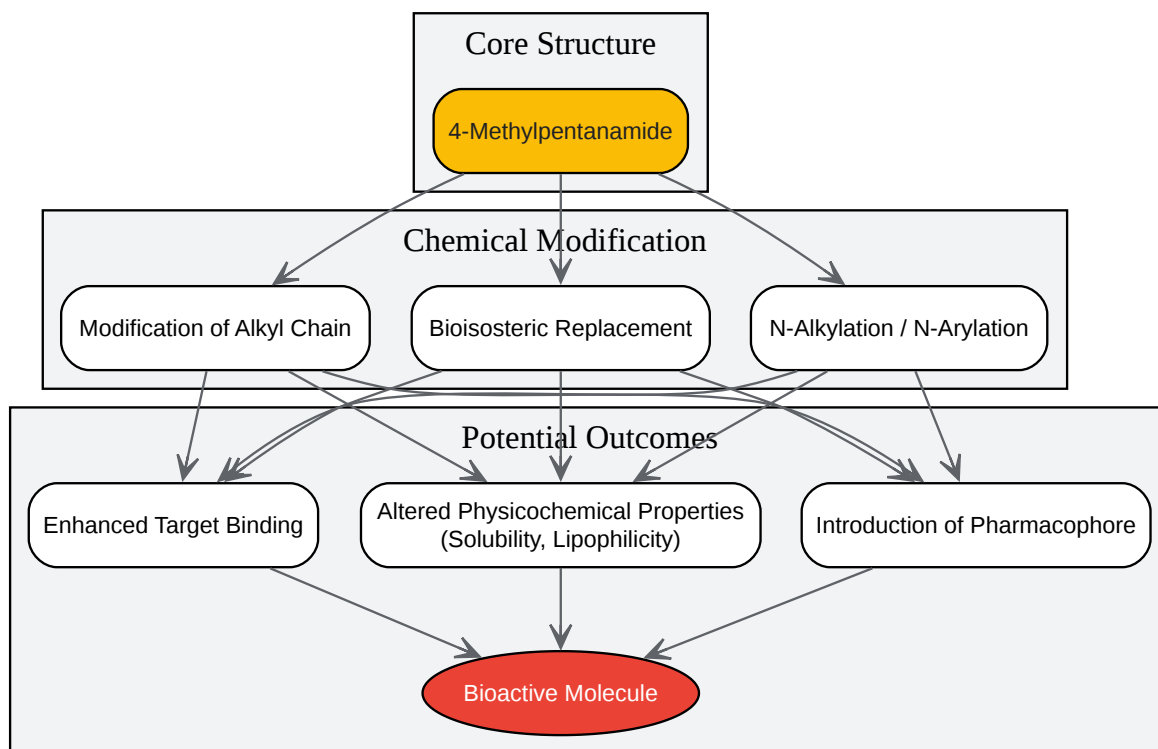 Core Structure
4-Methylpentanamide
Chemical Modification
Modification of Alkyl Chain
Bioisosteric Replacement
N-Alkylation / N-Arylation
Potential Outcomes
Enhanced Target Binding
Altered Physicochemical Properties
(Solubility, Lipophilicity)
Introduction of Pharmacophore
Bioactive Molecule